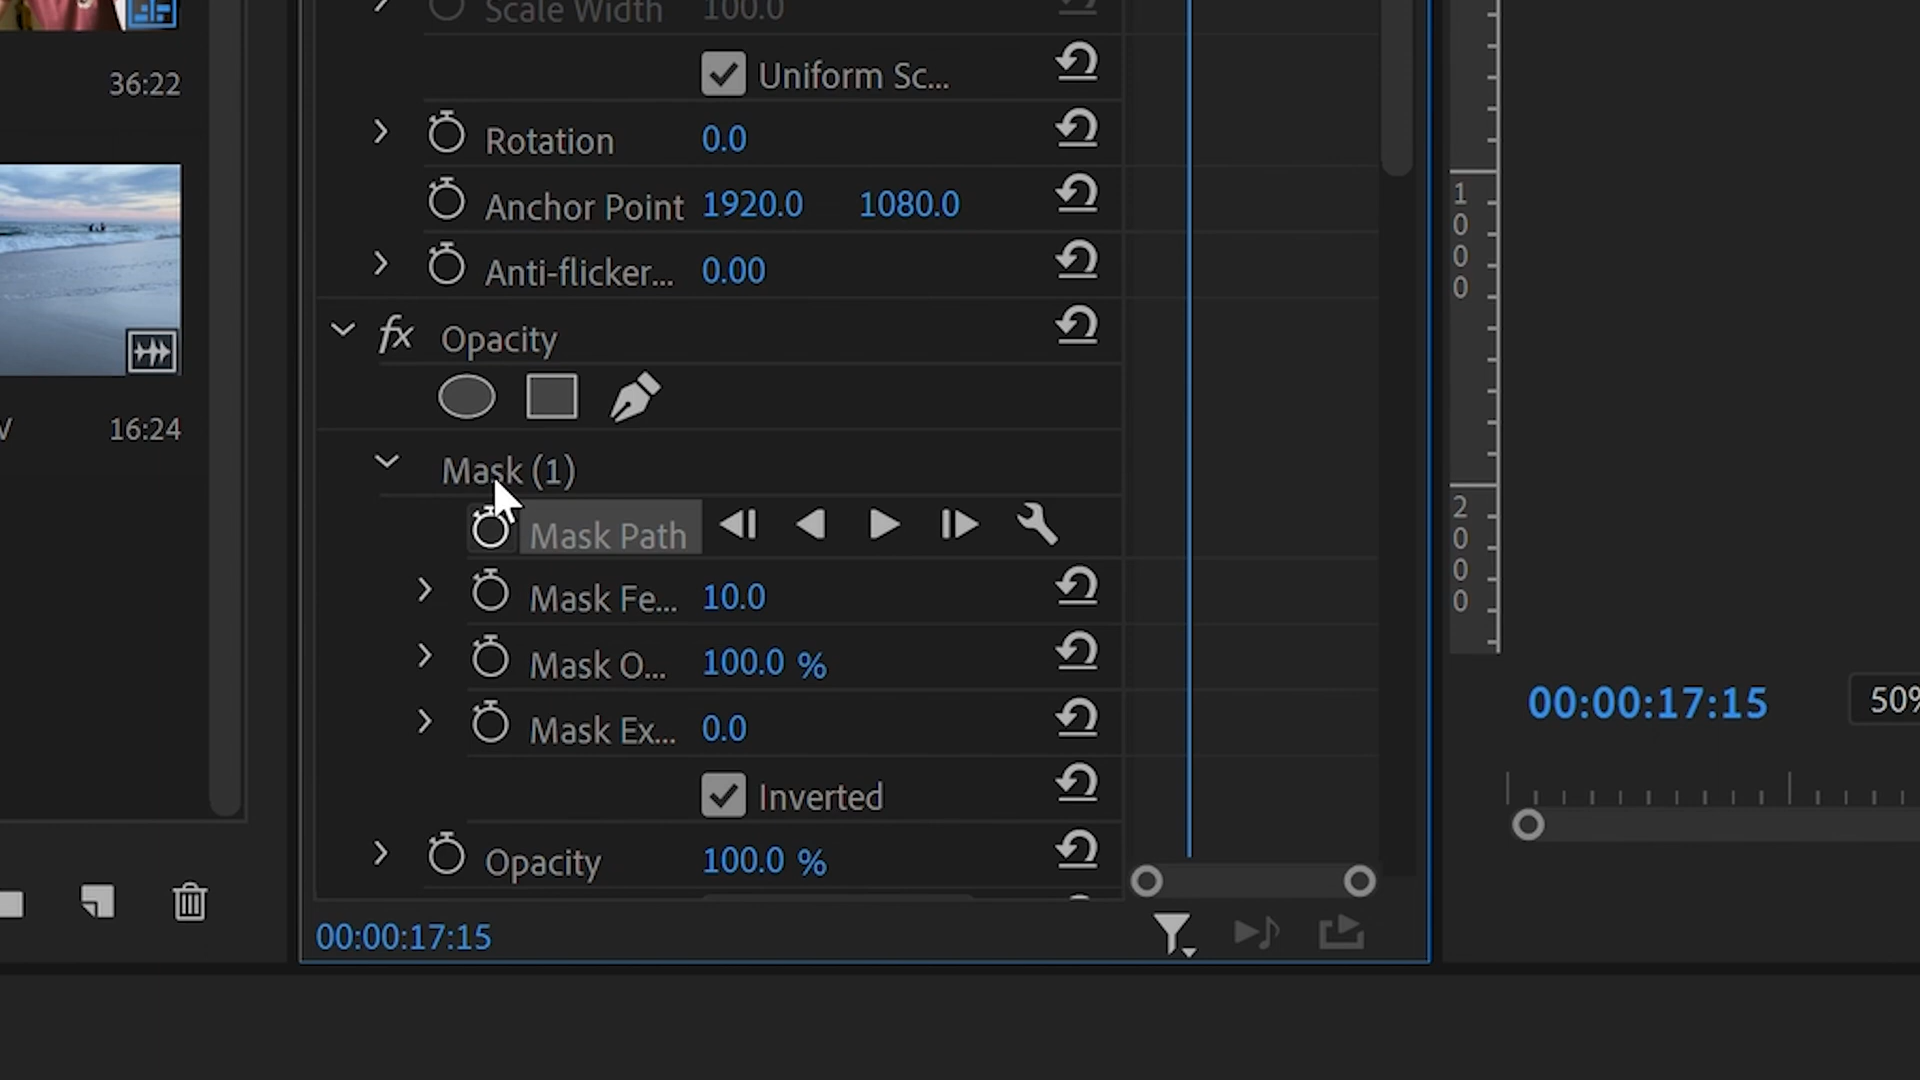 Scale Width 100.0
36:22
Uniform Sc...
Rotation 0.0
Anchor Point 1920.0 1080.0
1000
Anti-flicker... 0.00
fx Opacity
16:24
Mask (1)
2000
Mask Path
Mask Fe... 10.0
Mask O... 100.0 %
00:00:17:15 50%
Mask Ex... 0.0
Inverted
Opacity 100.0 %
00:00:17:15